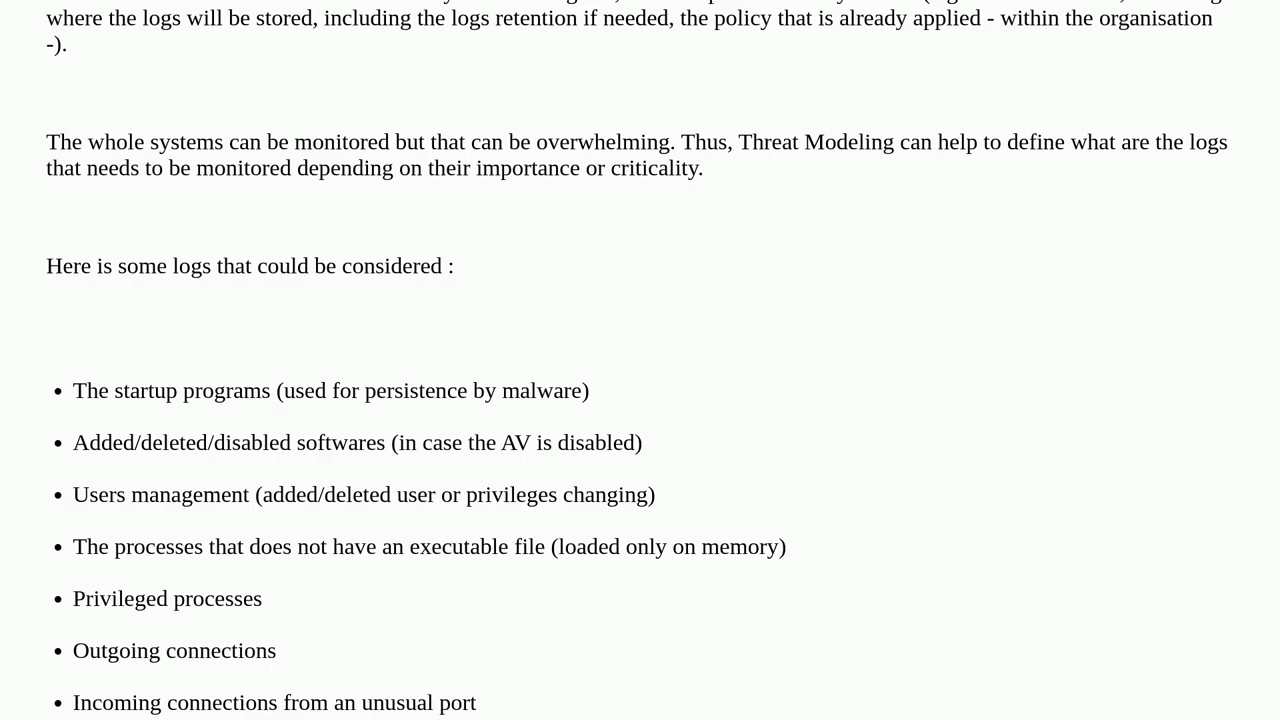 where the logs will be stored, including the logs retention if needed, the policy that is already applied - within the organisation
-).
The whole systems can be monitored but that can be overwhelming. Thus, Threat Modeling can help to define what are the logs
that needs to be monitored depending on their importance or criticality.
Here is some logs that could be considered :
• The startup programs (used for persistence by malware)
• Added/deleted/disabled softwares (in case the AV is disabled)
• Users management (added/deleted user or privileges changing)
• The processes that does not have an executable file (loaded only on memory)
• Privileged processes
• Outgoing connections
• Incoming connections from an unusual port